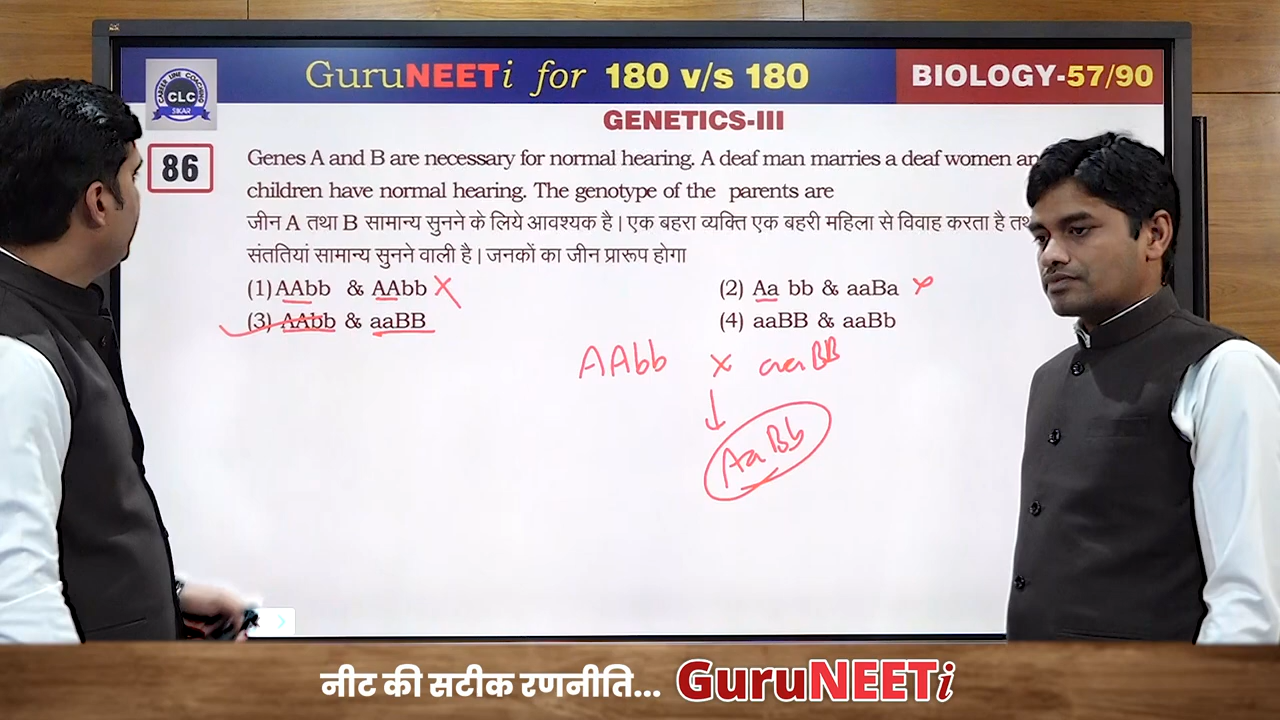 GuruNEETi for 180 v/s 180
BIOLOGY-57/90
CLC
SIKAR
GENETICS-III
86
Genes A and B are necessary for normal hearing. A deaf man marries a deaf women an
children have normal hearing. The genotype of the parents are
जीन A तथा B सामान्य सुनने के लिये आवश्यक है। एक बहरा व्यक्ति एक बहरी महिला से विवाह करता है तथ
संततियां सामान्य सुनने वाली है। जनकों का जीन प्रारूप होगा
(1) AAbb & AAbb X
(2) Aa bb & aaBa X
(3) AAbb & aaBB
(4) aaBB & aaBb
AAbb x aaBB
↓
AaBb
नीट की सटीक रणनीति... GuruNEETi